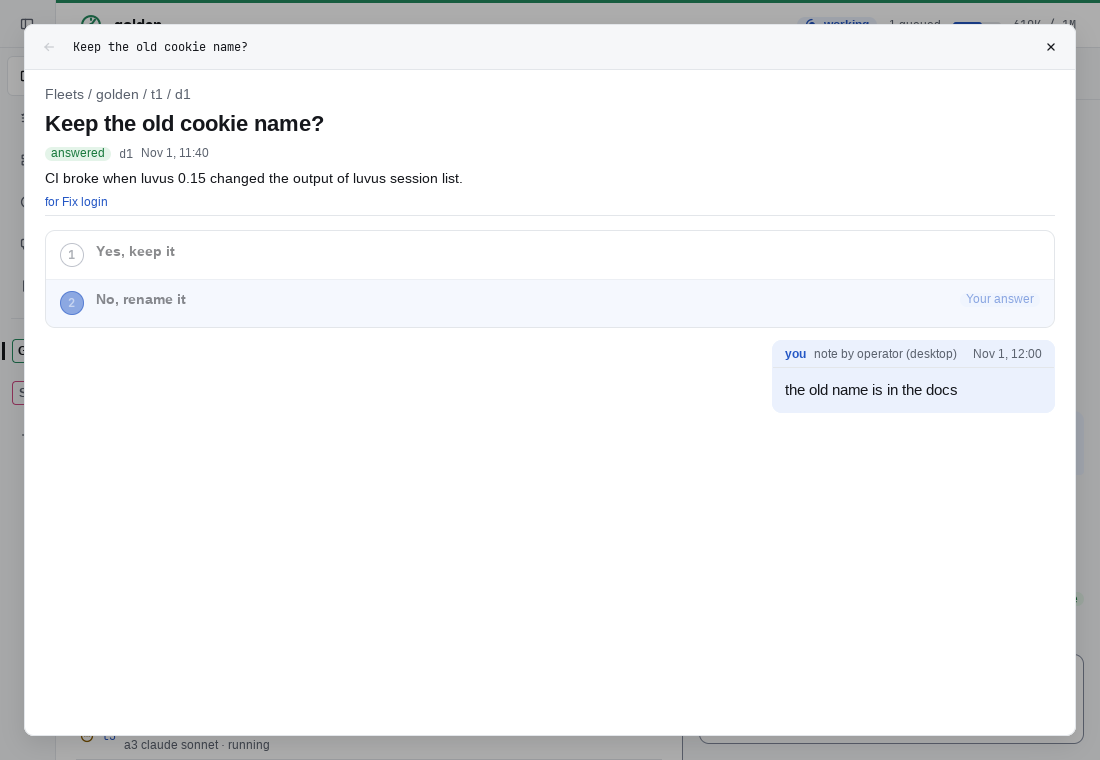 Keep the old cookie name?
Fleets / golden / t1 / d1
Keep the old cookie name?
answered d1 Nov 1, 11:40
CI broke when luvus 0.15 changed the output of luvus session list.
for Fix login
1 Yes, keep it
2 No, rename it Your answer
you note by operator (desktop) Nov 1, 12:00
the old name is in the docs
a3 claude sonnet · running